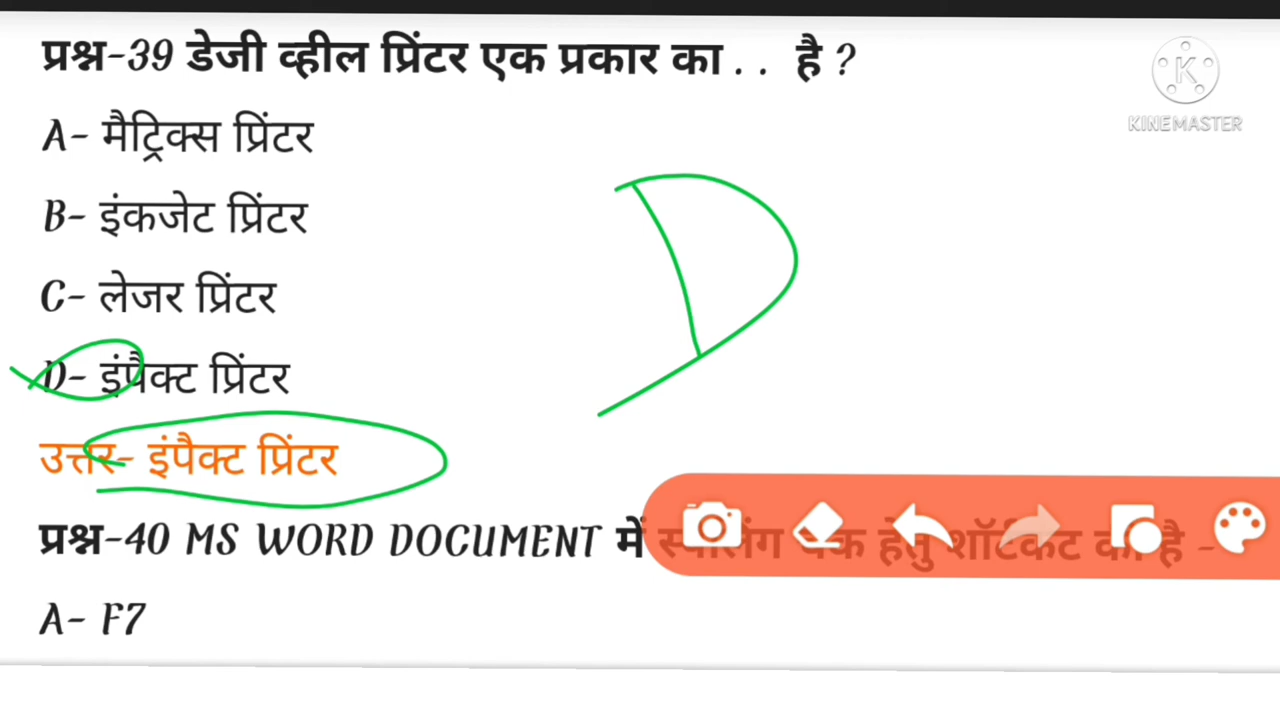 प्रश्न-39 डेजी व्हील प्रिंटर एक प्रकार का . . है ?
KINEMASTER
A- मैट्रिक्स प्रिंटर
B- इंकजेट प्रिंटर
C- लेजर प्रिंटर
D- इंपैक्ट प्रिंटर
उत्तर- इंपैक्ट प्रिंटर
प्रश्न-40 MS WORD DOCUMENT में स्पेलिंग चेक हेतु शॉर्टकट का है -
A- F7